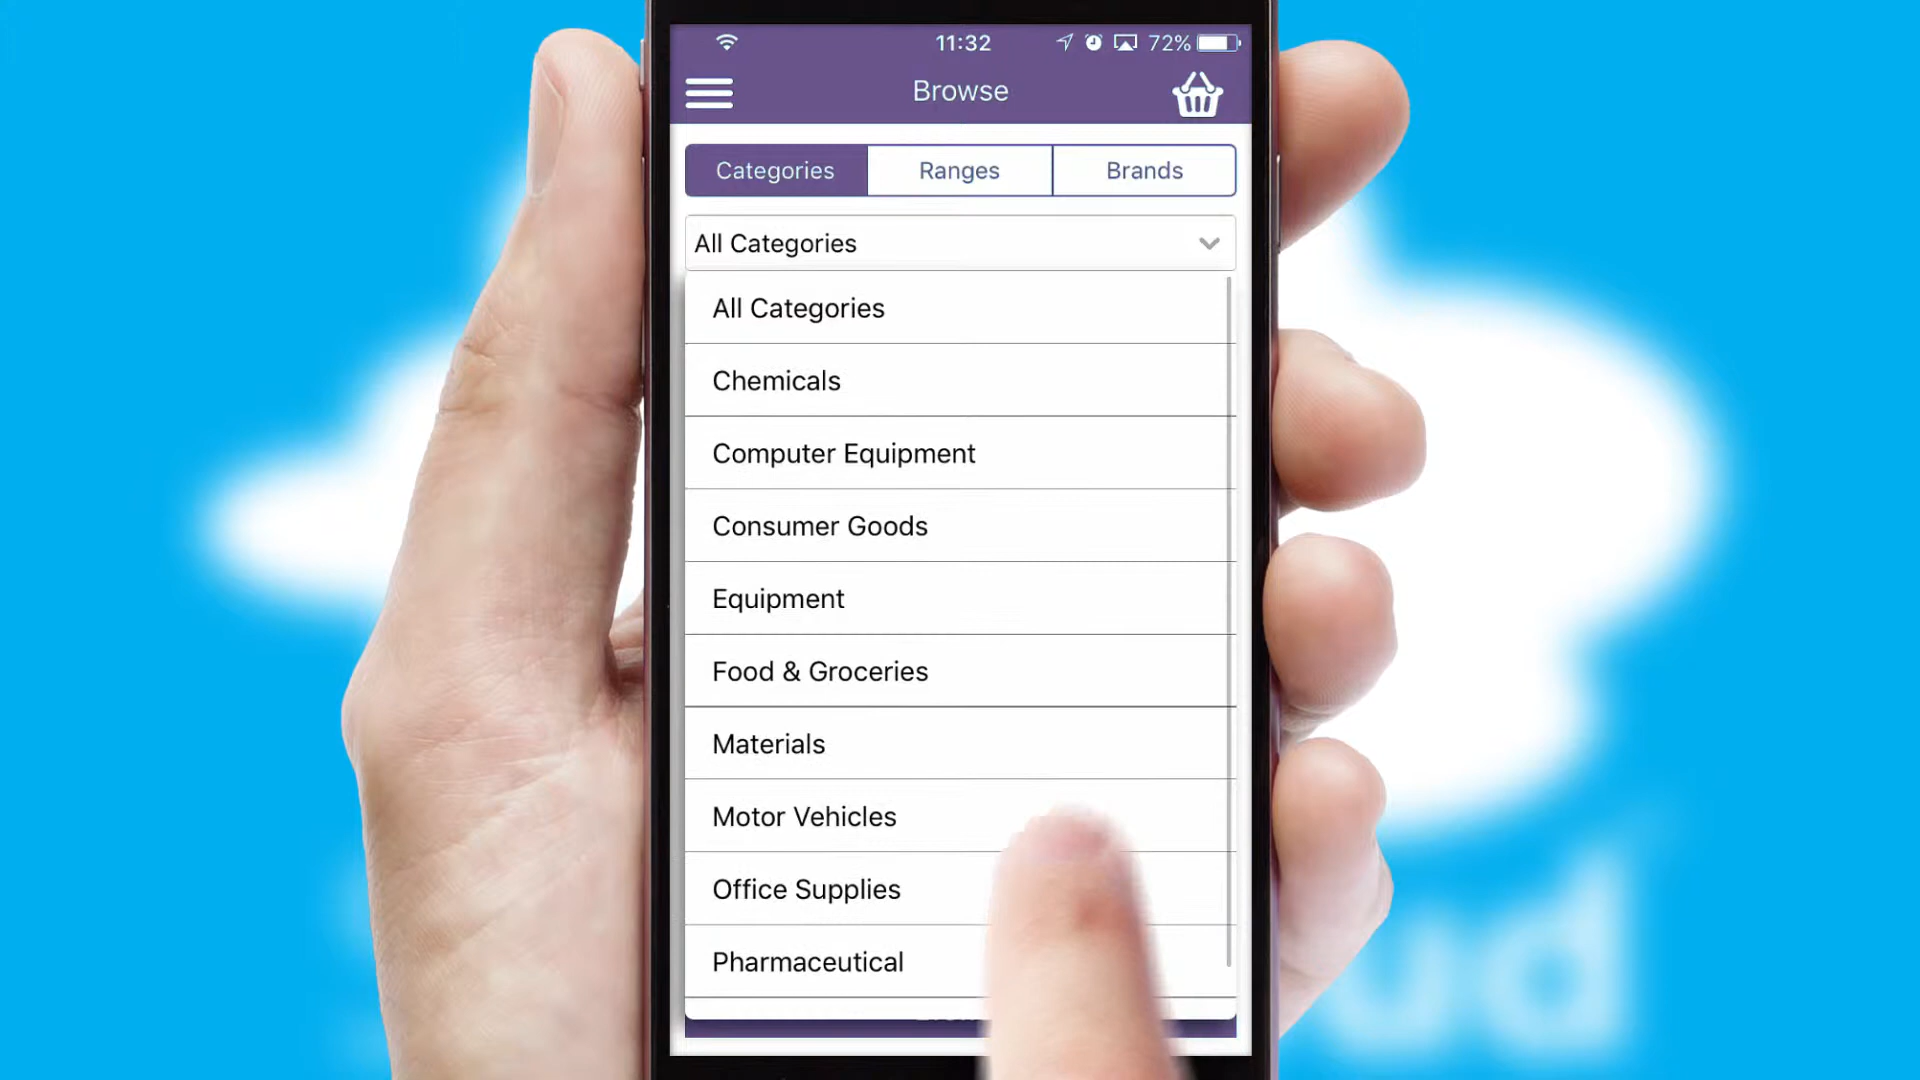 11:32
72%
Browse
Categories
Ranges
Brands
All Categories
All Categories
Chemicals
Computer Equipment
Consumer Goods
Equipment
Food & Groceries
Materials
Motor Vehicles
Office Supplies
Pharmaceutical